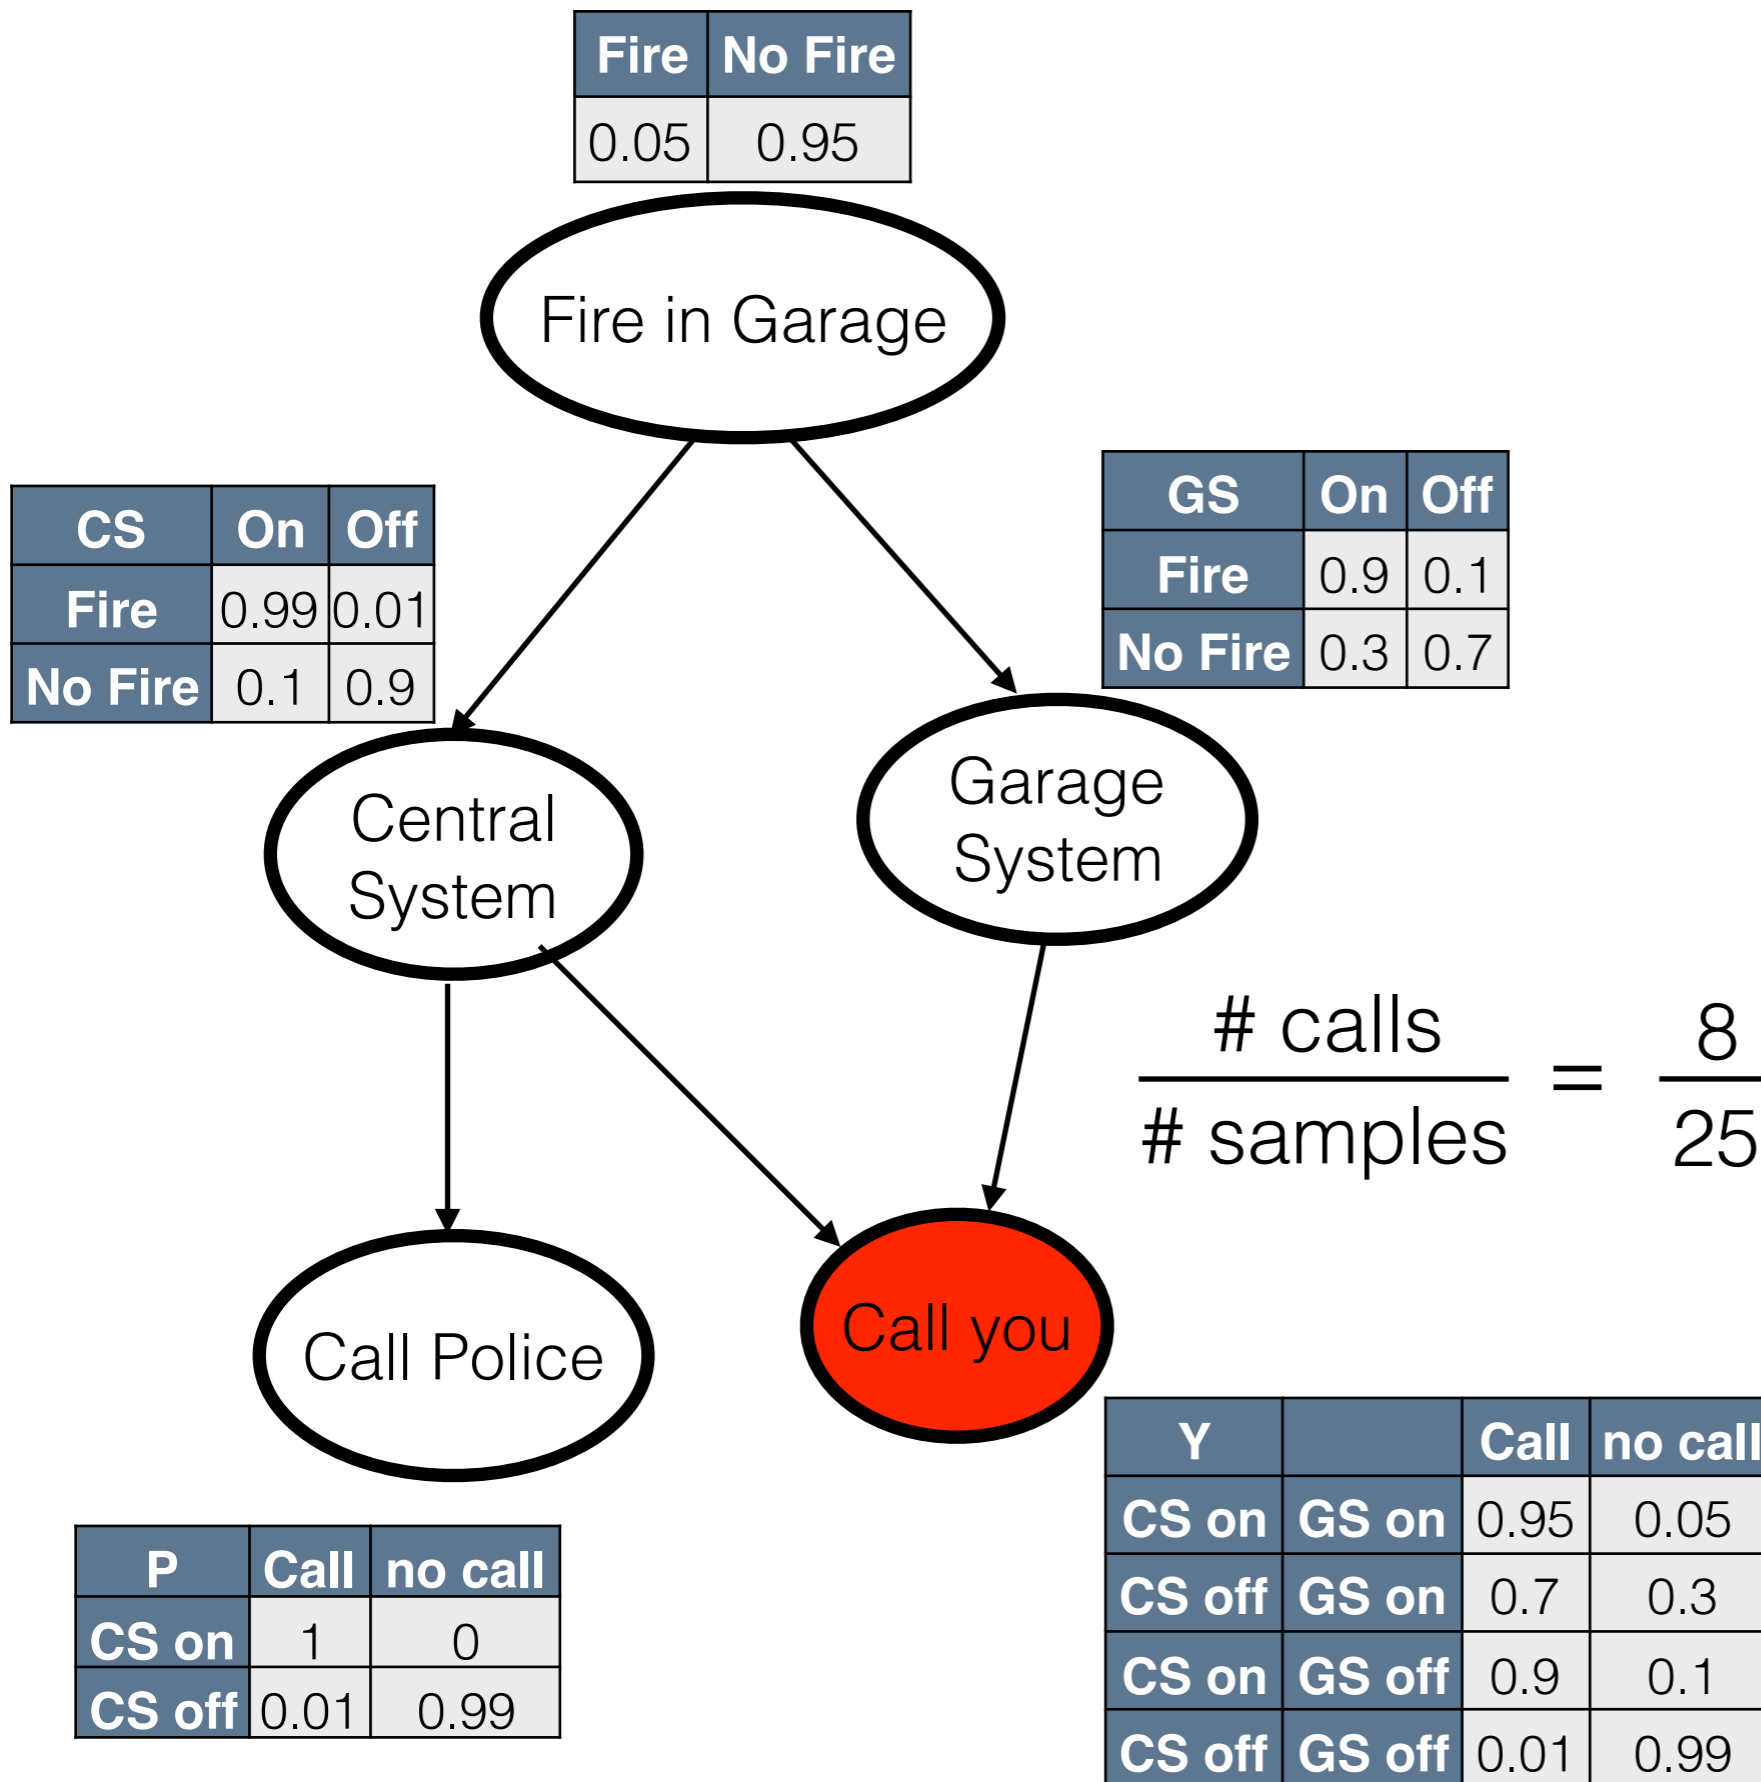 Fire No Fire
0.05 0.95
Fire in Garage
CS On Off
Fire 0.99 0.01
No Fire 0.1 0.9
GS On Off
Fire 0.9 0.1
No Fire 0.3 0.7
Central
System
Garage
System
# calls
# samples
=
8
25
Call Police
Call you
P Call no call
CS on 1 0
CS off 0.01 0.99
Y Call no call
CS on GS on 0.95 0.05
CS off GS on 0.7 0.3
CS on GS off 0.9 0.1
CS off GS off 0.01 0.99